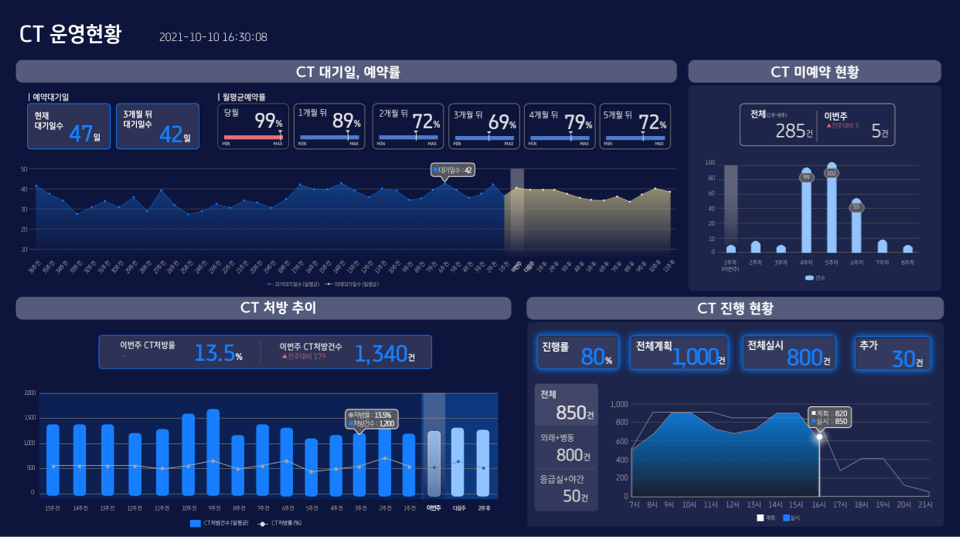 CT 운영현황
2021-10-10 16:30:08
CT 대기일, 예약률
예약대기일
현재
대기일수
47일
3개월 뒤
대기일수
42일
월평균예약률
당월
99%
MIN MAX
1개월 뒤
89%
MIN MAX
2개월 뒤
72%
MIN MAX
3개월 뒤
69%
MIN MAX
4개월 뒤
79%
MIN MAX
5개월 뒤
72%
MIN MAX
50
40
30
20
10
대기일수 : 42
과거대기일수 (일평균)
미래대기일수 (일평균)
CT 미예약 현황
전체
285건
이번주
▲전주대비 3
5건
100
80
60
40
20
10
0
99
102
55
1주차 2주차 3주차 4주차 5주차 6주차 7주차 8주차
(이번주)
건수
CT 처방 추이
이번주 CT처방율
-
13.5%
이번주 CT처방건수
▲전주대비 179
1,340건
2,000
1,500
1,000
500
0
처방율 : 13.5%
처방건수 : 1,200
15주전 14주전 13주전 12주전 11주전 10주전 9주전 8주전 7주전 6주전 5주전 4주전 3주전 2주전 1주전 이번주 다음주 2주후
CT처방건수(일평균)
CT처방률(%)
CT 진행 현황
진행률
80%
전체계획
1,000건
전체실시
800건
추가
30건
전체
850건
외래+병동
800건
응급실+야간
50건
1,000
800
600
400
200
0
계획 : 820
실시 : 850
7시 8시 9시 10시 11시 12시 13시 14시 15시 16시 17시 18시 19시 20시 21시
계획
실시